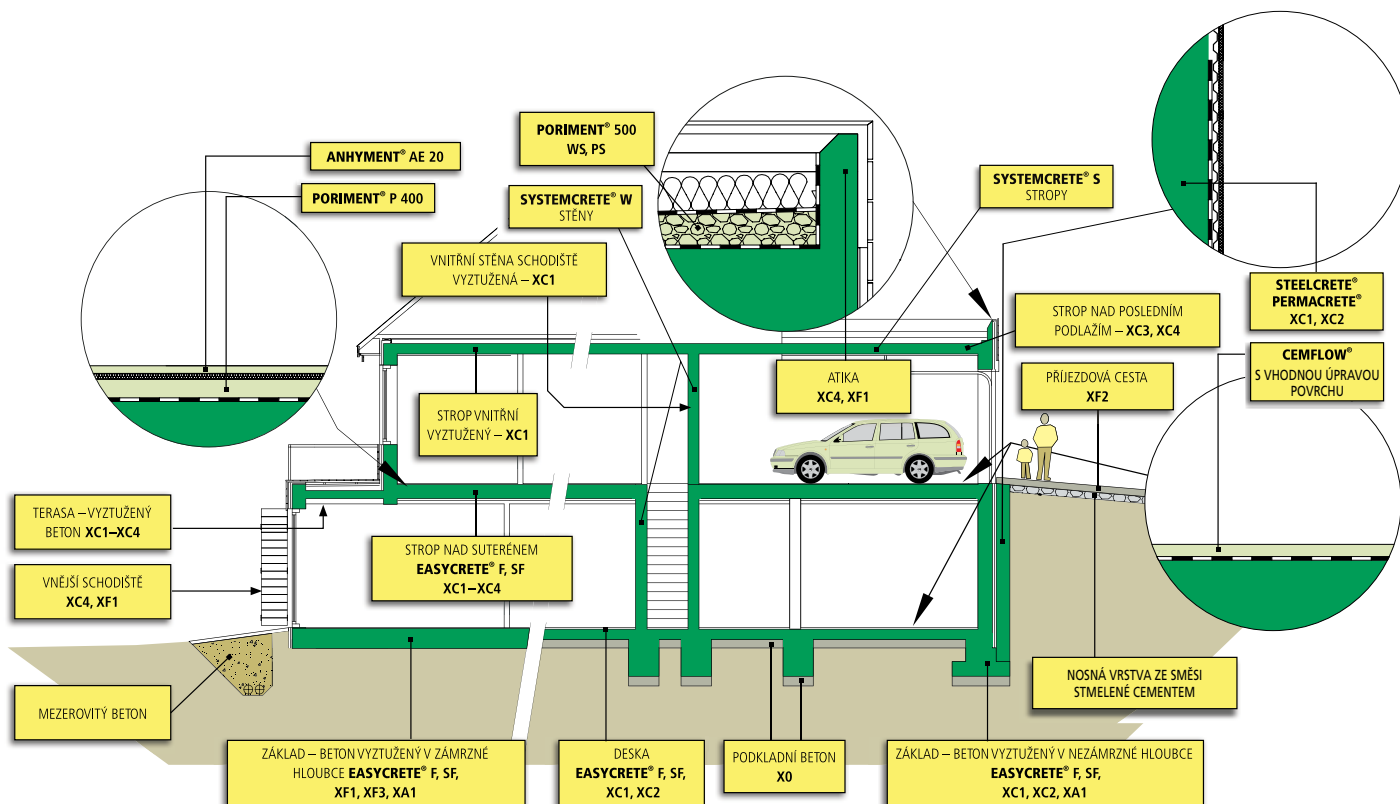 ANHYMENT® AE 20
PORIMENT® P 400
PORIMENT® 500
WS, PS
SYSTEMCRETE® W
STĚNY
VNITŘNÍ STĚNA SCHODIŠTĚ
VYZTUŽENÁ – XC1
SYSTEMCRETE® S
STROPY
STEELCRETE®
PERMACRETE®
XC1, XC2
STROP NAD POSLEDNÍM
PODLAŽÍM – XC3, XC4
CEMFLOW®
S VHODNOU ÚPRAVOU
POVRCHU
ATIKA
XC4, XF1
PŘÍJEZDOVÁ CESTA
XF2
STROP VNITŘNÍ
VYZTUŽENÝ – XC1
TERASA – VYZTUŽENÝ
BETON XC1–XC4
STROP NAD SUTERÉNEM
EASYCRETE® F, SF
XC1–XC4
VNĚJŠÍ SCHODIŠTĚ
XC4, XF1
MEZEROVITÝ BETON
NOSNÁ VRSTVA ZE SMĚSI
STMELENÉ CEMENTEM
ZÁKLAD – BETON VYZTUŽENÝ V ZÁMRZNÉ
HLOUBCE EASYCRETE® F, SF,
XF1, XF3, XA1
DESKA
EASYCRETE® F, SF,
XC1, XC2
PODKLADNÍ BETON
X0
ZÁKLAD – BETON VYZTUŽENÝ V NEZÁMRZNÉ HLOUBCE
EASYCRETE® F, SF,
XC1, XC2, XA1